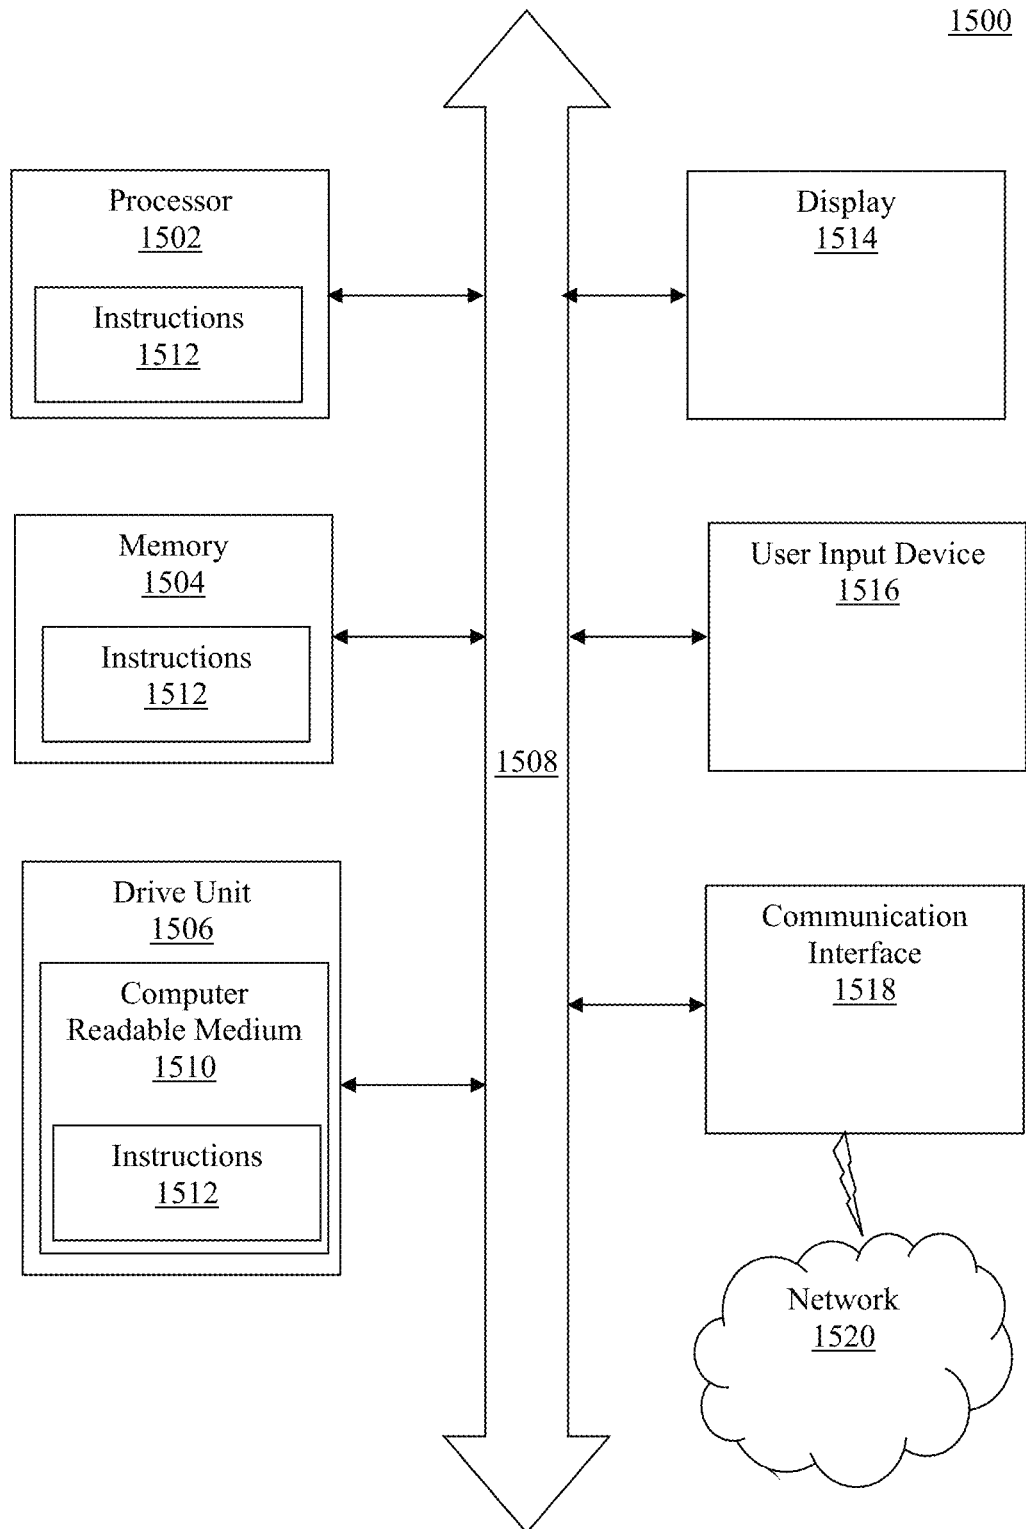 1500
Processor
1502
Instructions
1512
Display
1514
Memory
1504
Instructions
1512
User Input Device
1516
1508
Drive Unit
1506
Computer
Readable Medium
1510
Instructions
1512
Communication
Interface
1518
Network
1520